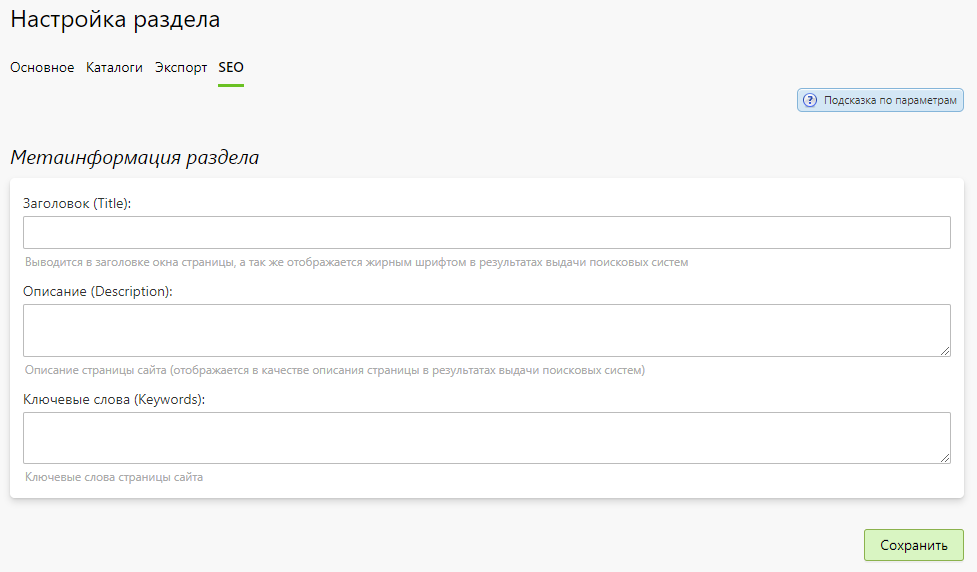 Настройка раздела
Основное Каталоги Экспорт SEO
? Подсказка по параметрам
Метаинформация раздела
Заголовок (Title):
Выводится в заголовке окна страницы, а так же отображается жирным шрифтом в результатах выдачи поисковых систем
Описание (Description):
Описание страницы сайта (отображается в качестве описания страницы в результатах выдачи поисковых систем)
Ключевые слова (Keywords):
Ключевые слова страницы сайта
Сохранить